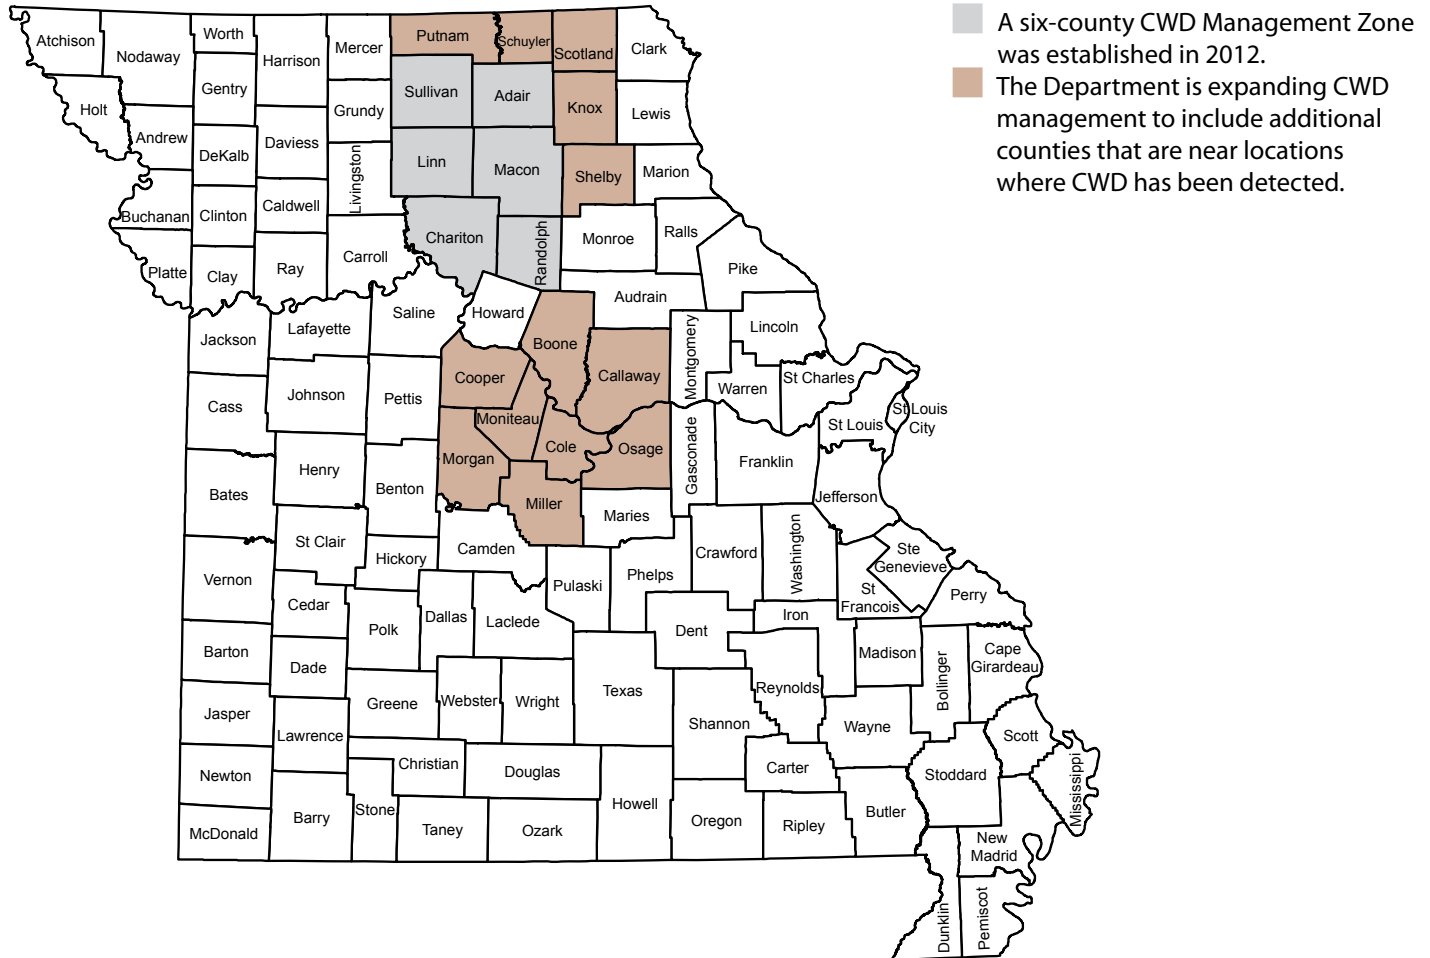 A six-county CWD Management Zone
was established in 2012.
The Department is expanding CWD
management to include additional
counties that are near locations
where CWD has been detected.
Atchison
Nodaway
Worth
Harrison
Mercer
Putnam
Schuyler
Scotland
Clark
Holt
Gentry
Grundy
Sullivan
Adair
Knox
Lewis
Andrew
DeKalb
Daviess
Livingston
Linn
Macon
Shelby
Marion
Buchanan
Clinton
Caldwell
Chariton
Randolph
Monroe
Ralls
Platte
Clay
Ray
Carroll
Pike
Audrain
Saline
Howard
Jackson
Lafayette
Boone
Montgomery
Lincoln
Cooper
Callaway
Warren
St Charles
Cass
Johnson
Pettis
Moniteau
St Louis
St Louis
City
Morgan
Cole
Osage
Gasconade
Franklin
Henry
Bates
Benton
Miller
Jefferson
Maries
St Clair
Hickory
Camden
Crawford
Washington
Ste
Genevieve
Vernon
Pulaski
Phelps
St
Francois
Perry
Cedar
Polk
Dallas
Laclede
Iron
Dent
Barton
Dade
Madison
Cape
Girardeau
Bollinger
Greene
Webster
Wright
Texas
Reynolds
Jasper
Lawrence
Shannon
Wayne
Scott
Newton
Christian
Douglas
Carter
Stoddard
Mississippi
McDonald
Barry
Stone
Taney
Ozark
Howell
Oregon
Ripley
Butler
New
Madrid
Dunklin
Pemiscot